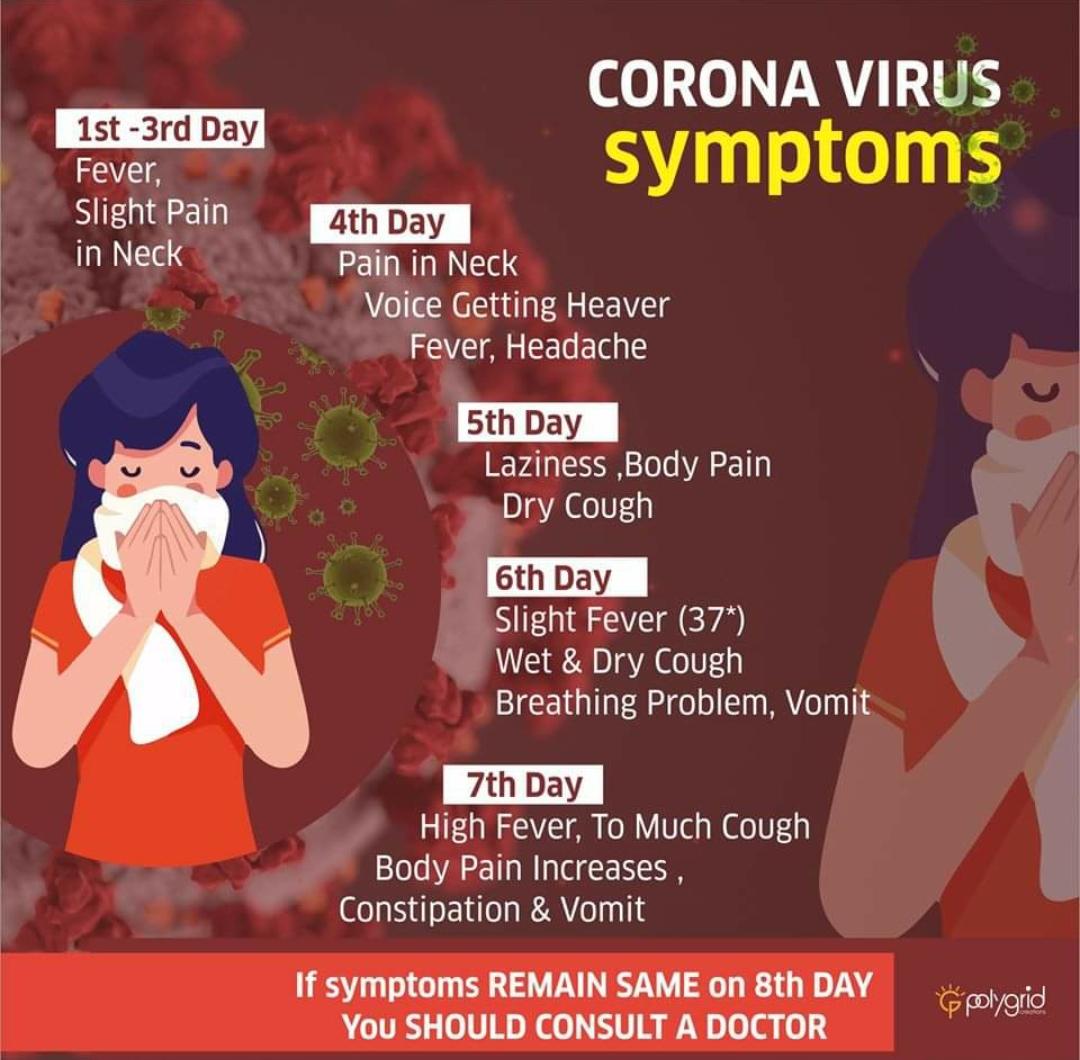 CORONA VIRUS
symptoms
1st -3rd Day
Fever,
Slight Pain
in Neck
4th Day
Pain in Neck
Voice Getting Heaver
Fever, Headache
5th Day
Laziness ,Body Pain
Dry Cough
6th Day
Slight Fever (37*)
Wet & Dry Cough
Breathing Problem, Vomit
7th Day
High Fever, To Much Cough
Body Pain Increases ,
Constipation & Vomit
If symptoms REMAIN SAME on 8th DAY
You SHOULD CONSULT A DOCTOR
polygrid
creations